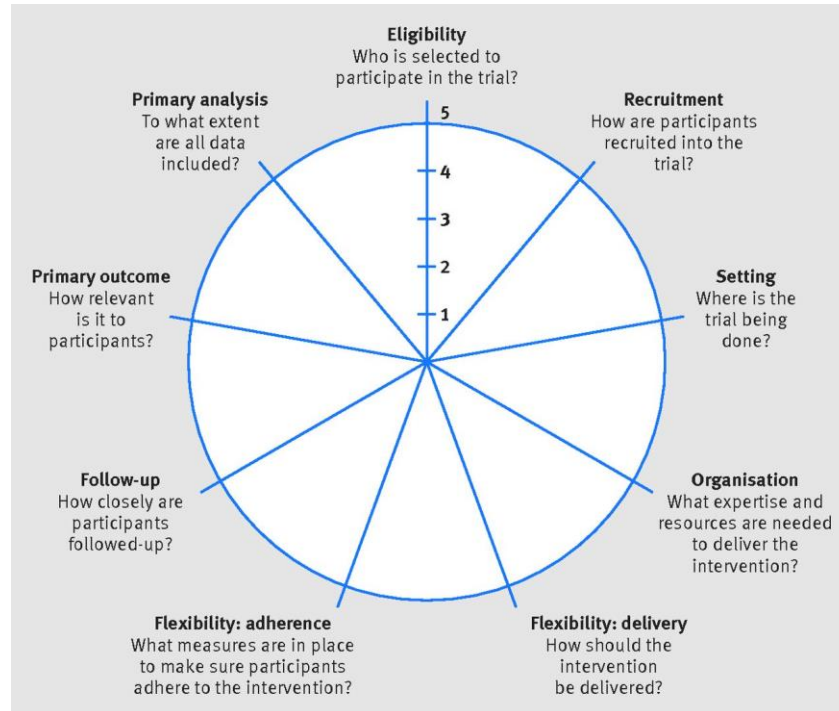 Eligibility
Who is selected to
participate in the trial?
Recruitment
How are participants
recruited into the
trial?
Setting
Where is the
trial being
done?
Organisation
What expertise and
resources are needed
to deliver the
intervention?
Flexibility: delivery
How should the
intervention
be delivered?
Flexibility: adherence
What measures are in place
to make sure participants
adhere to the intervention?
Follow-up
How closely are
participants
followed-up?
Primary outcome
How relevant
is it to
participants?
Primary analysis
To what extent
are all data
included?
5
4
3
2
1